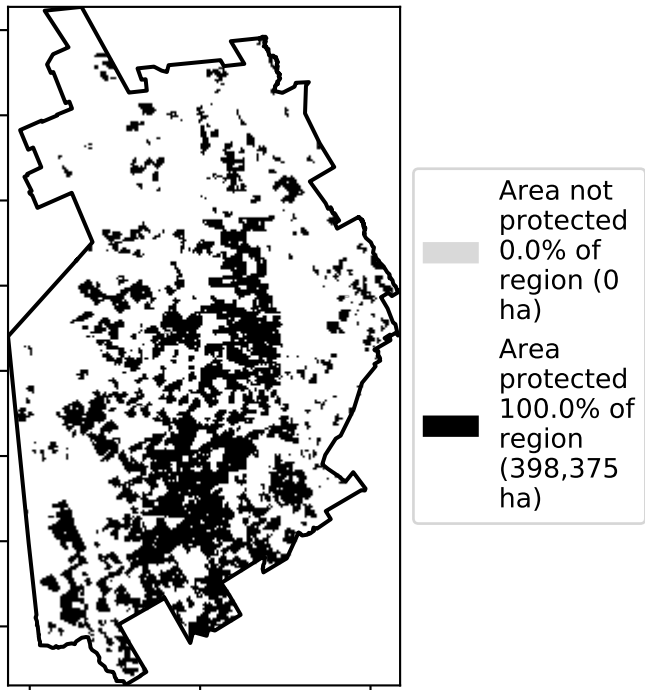 Area not
protected
0.0% of
region (0
ha)
Area
protected
100.0% of
region
(398,375
ha)